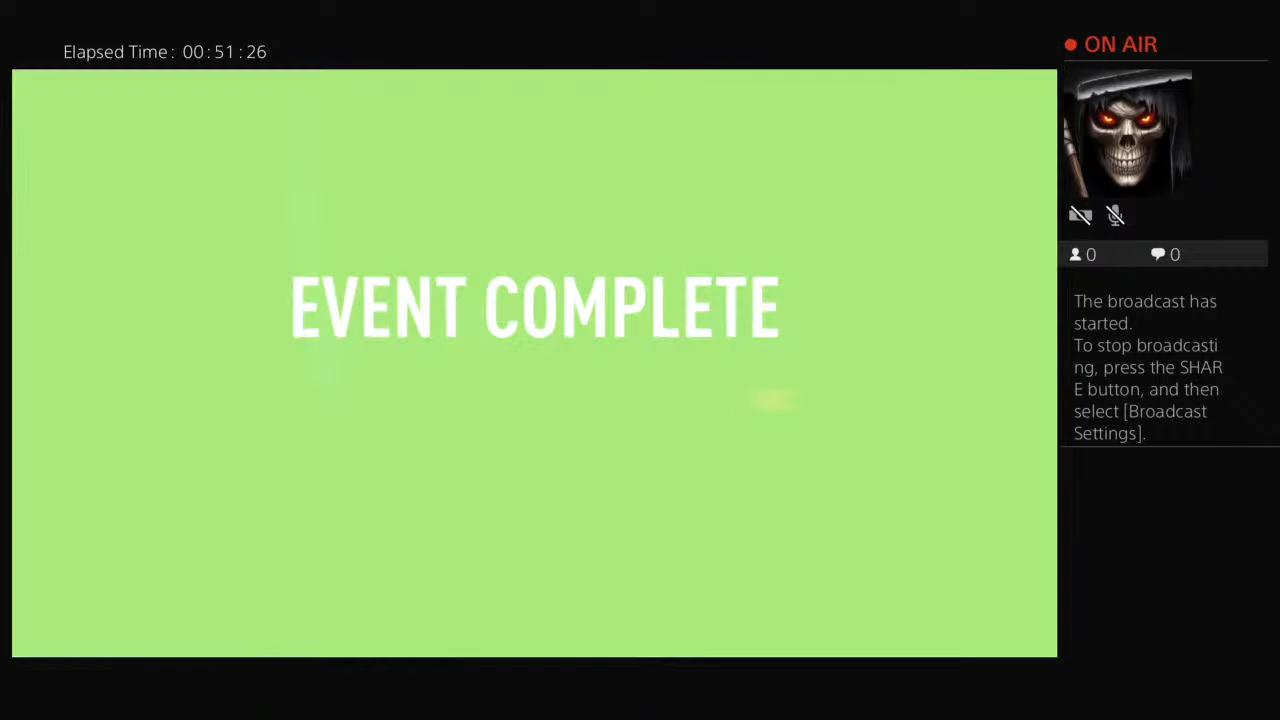 Elapsed Time: 00:51:26
ON AIR
EVENT COMPLETE
0 0
The broadcast has
started.
To stop broadcasti
ng, press the SHAR
E button, and then
select [Broadcast
Settings].